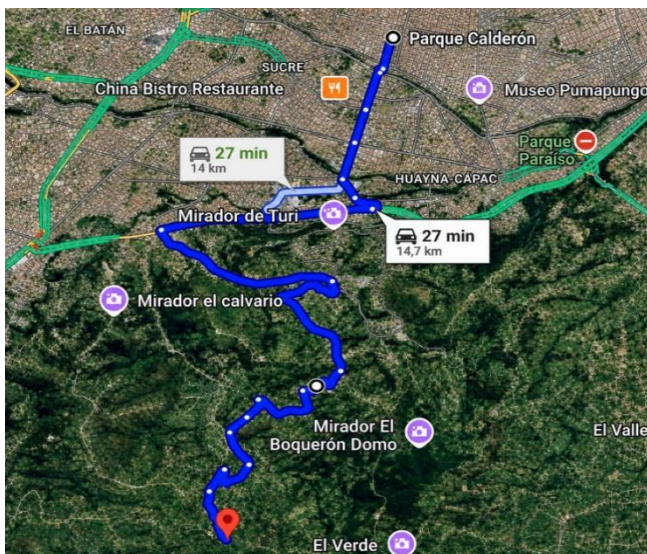 EL BATÁN
Parque Calderón
SUCRE
China Bistro Restaurante
Museo Pumapungo
Parque
Paraíso
27 min
14 km
HUAYNA-CÁPAC
Mirador de Turi
27 min
14,7 km
Mirador el calvario
Mirador El
Boquerón Domo
El Valle
El Verde